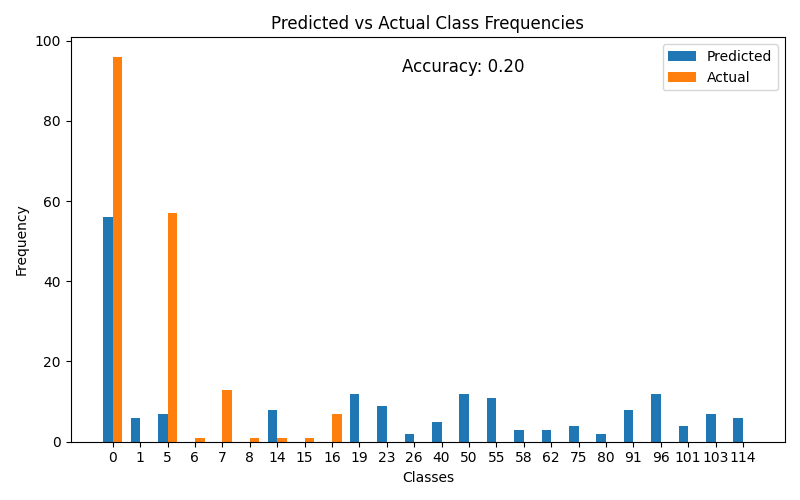 Predicted vs Actual Class Frequencies
Accuracy: 0.20
Predicted
Actual
Frequency
100
80
60
40
20
0
0 1 5 6 7 8 14 15 16 19 23 26 40 50 55 58 62 75 80 91 96 101 103 114
Classes